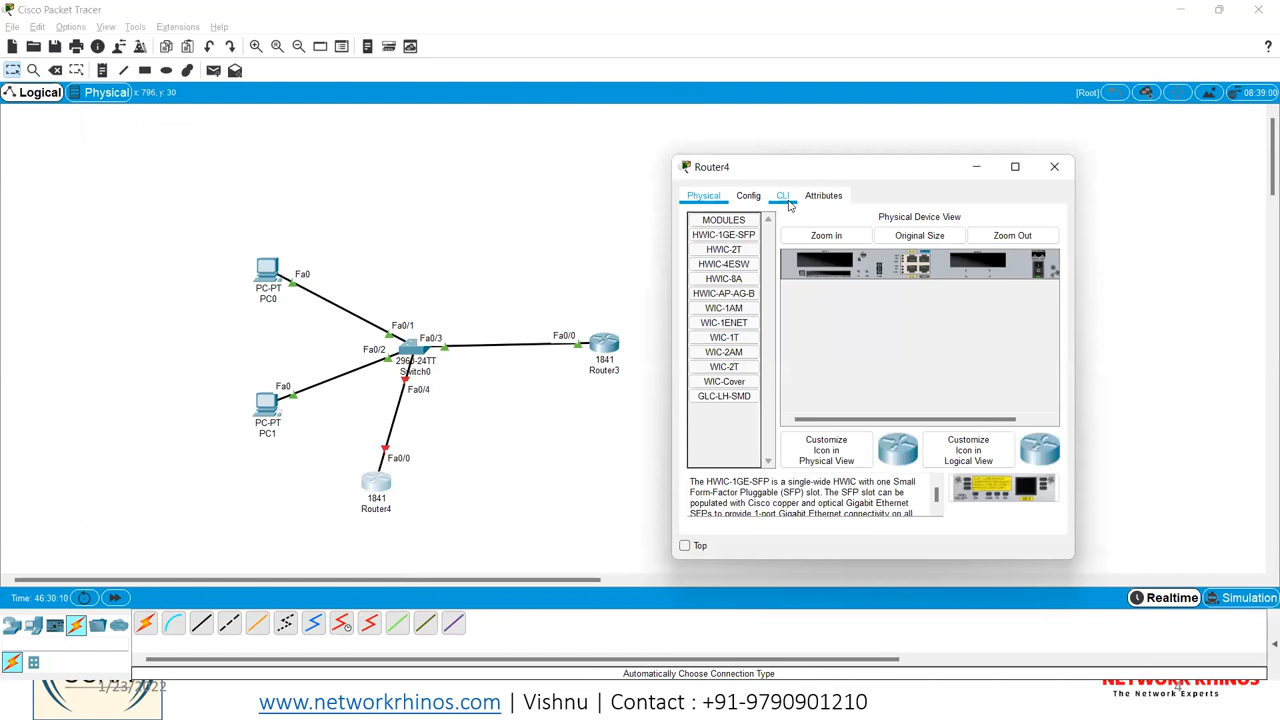 Cisco Packet Tracer
File Edit Options View Tools Extensions Help
Logical Physical x: 796, y: 30 [Root] 08:39:00
Router4
Physical Config CLI Attributes
MODULES
HWIC-1GE-SFP
HWIC-2T
HWIC-4ESW
HWIC-8A
HWIC-AP-AG-B
WIC-1AM
WIC-1ENET
WIC-1T
WIC-2AM
WIC-2T
WIC-Cover
GLC-LH-SMD
Physical Device View
Zoom In Original Size Zoom Out
Customize
Icon in
Physical View
Customize
Icon in
Logical View
The HWIC-1GE-SFP is a single-wide HWIC with one Small
Form-Factor Pluggable (SFP) slot. The SFP slot can be
populated with Cisco copper and optical Gigabit Ethernet
SFPs to provide 1-port Gigabit Ethernet connectivity on all
Top
PC-PT
PC0
Fa0
Fa0/1
Fa0/3
Fa0/2
2960-24TT
Switch0
Fa0/4
Fa0/0
1841
Router3
Fa0
PC-PT
PC1
Fa0/0
1841
Router4
Time: 46:30:10
Realtime Simulation
Automatically Choose Connection Type
1/23/2022
www.networkrhinos.com | Vishnu | Contact : +91-9790901210
NETWORK RHINOS
The Network Experts
4